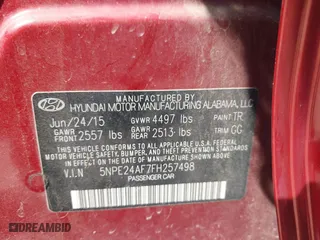 MANUFACTURED BY
HYUNDAI MOTOR MANUFACTURING ALABAMA, LLC
Jun/24/15 GVWR 4497 lbs PAINT TR
GAWR FRONT 2557 lbs GAWR REAR 2513 lbs TRIM GG
THIS VEHICLE CONFORMS TO ALL APPLICABLE
FEDERAL MOTOR VEHICLE SAFETY, BUMPER,
AND THEFT PREVENTION STANDARDS IN EFFECT
ON THE DATE OF MANUFACTURE SHOWN ABOVE.
V.I.N 5NPE24AF7FH257498
PASSENGER CAR